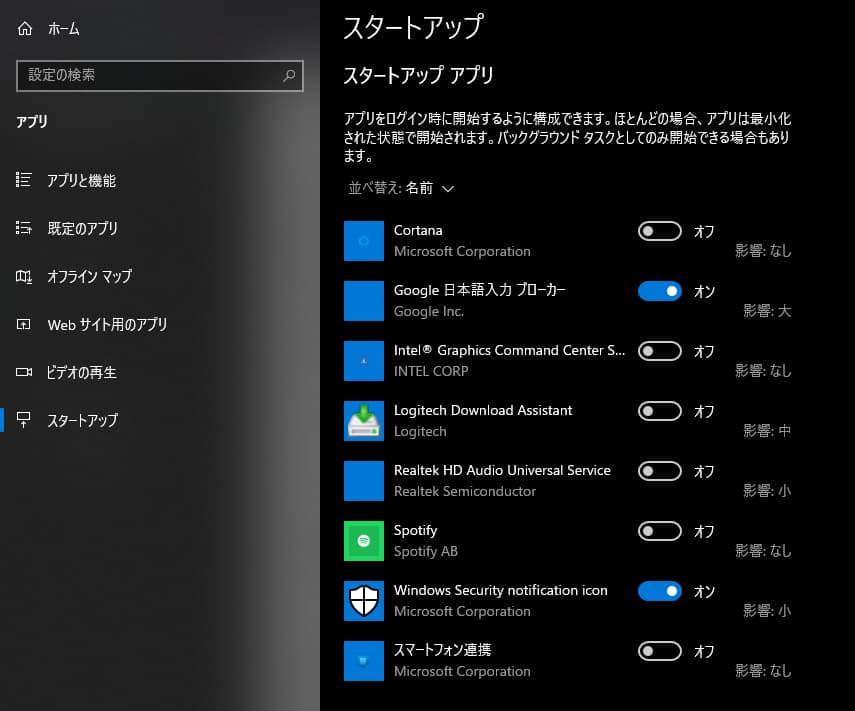 ホーム
設定の検索
アプリ
アプリと機能
既定のアプリ
オフライン マップ
Web サイト用のアプリ
ビデオの再生
スタートアップ
スタートアップ
スタートアップ アプリ
アプリをログイン時に開始するように構成できます。ほとんどの場合、アプリは最小化
された状態で開始されます。バックグラウンド タスクとしてのみ開始できる場合もあり
ます。
並べ替え: 名前
Cortana
オフ
Microsoft Corporation
影響: なし
Google 日本語入力 ブローカー
オン
Google Inc.
影響: 大
Intel® Graphics Command Center S...
オフ
INTEL CORP
影響: なし
Logitech Download Assistant
オフ
Logitech
影響: 中
Realtek HD Audio Universal Service
オフ
Realtek Semiconductor
影響: 小
Spotify
オフ
Spotify AB
影響: なし
Windows Security notification icon
オン
Microsoft Corporation
影響: 小
スマートフォン連携
オフ
Microsoft Corporation
影響: なし